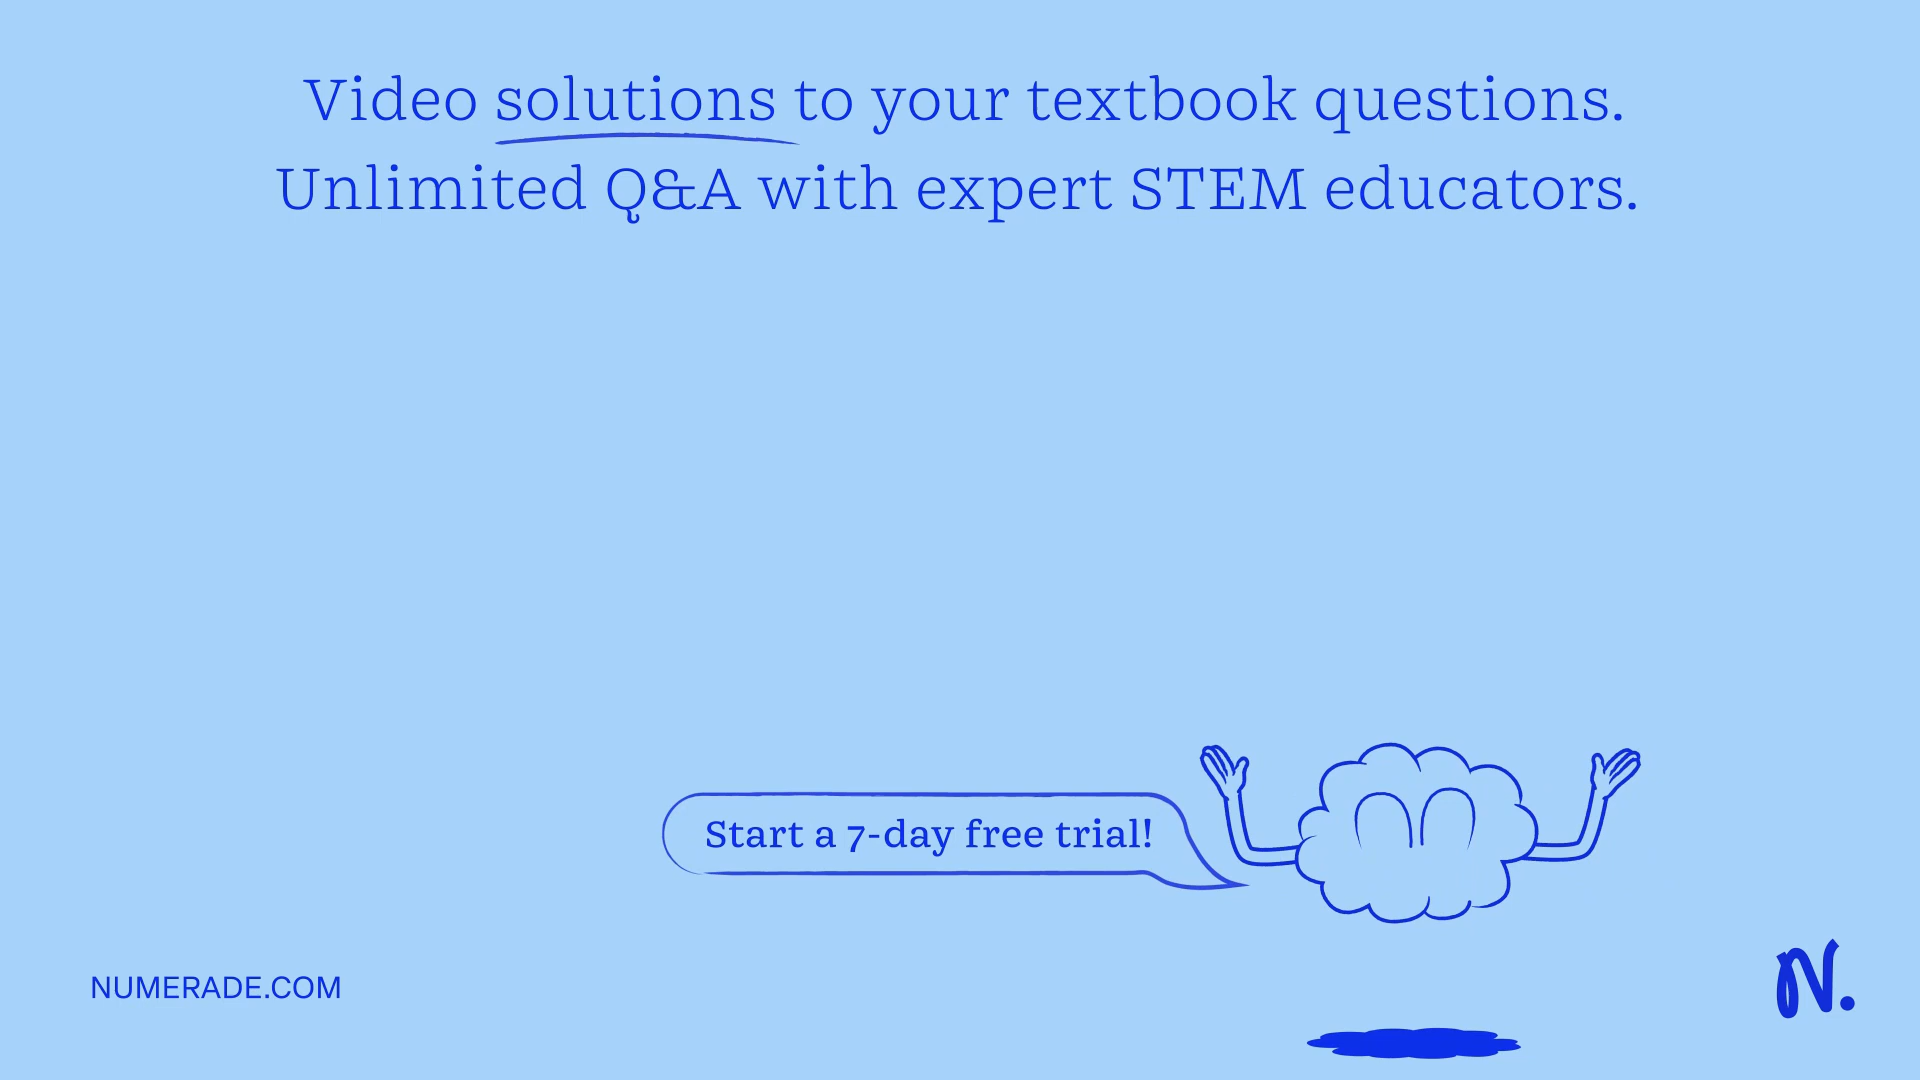 Video solutions to your textbook questions.
Unlimited Q&A with expert STEM educators.
Start a 7-day free trial!
NUMERADE.COM
N.